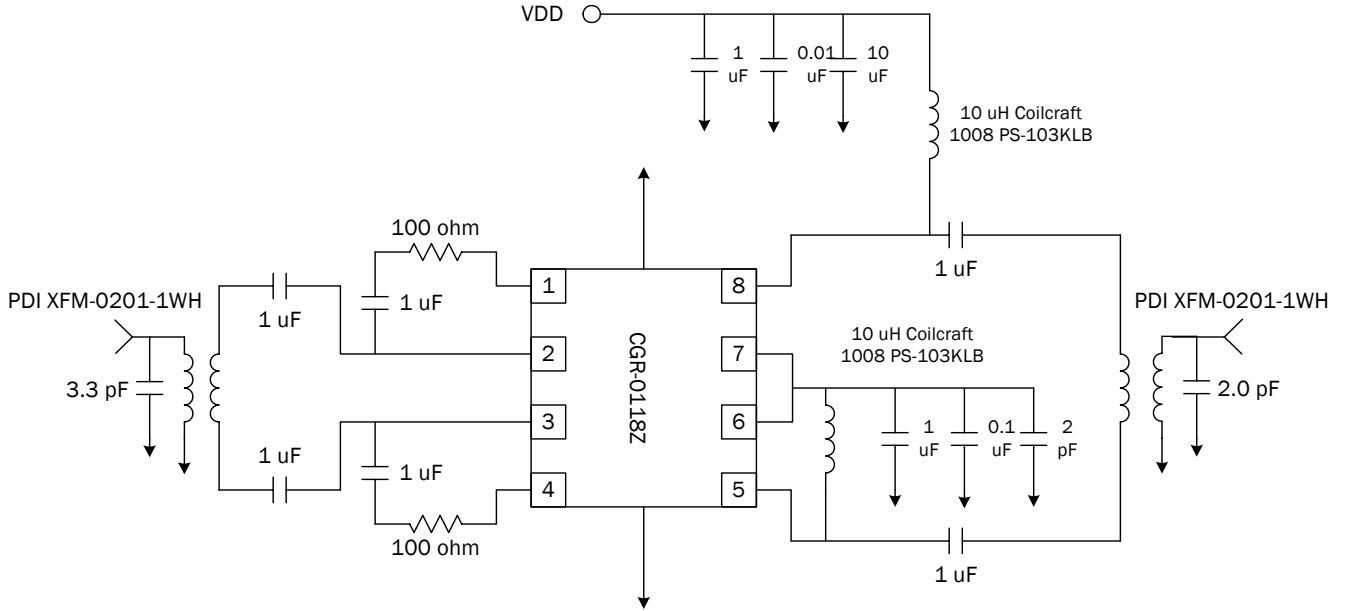 VDD
1 uF
0.01 uF
10 uF
10 uH Coilcraft
1008 PS-103KLB
100 ohm
1 uF
1 uF
PDI XFM-0201-1WH
3.3 pF
1 uF
1 uF
100 ohm
1
2
3
4
CGR-0118Z
8
7
6
5
1 uF
10 uH Coilcraft
1008 PS-103KLB
1 uF
0.1 uF
2 pF
1 uF
PDI XFM-0201-1WH
2.0 pF